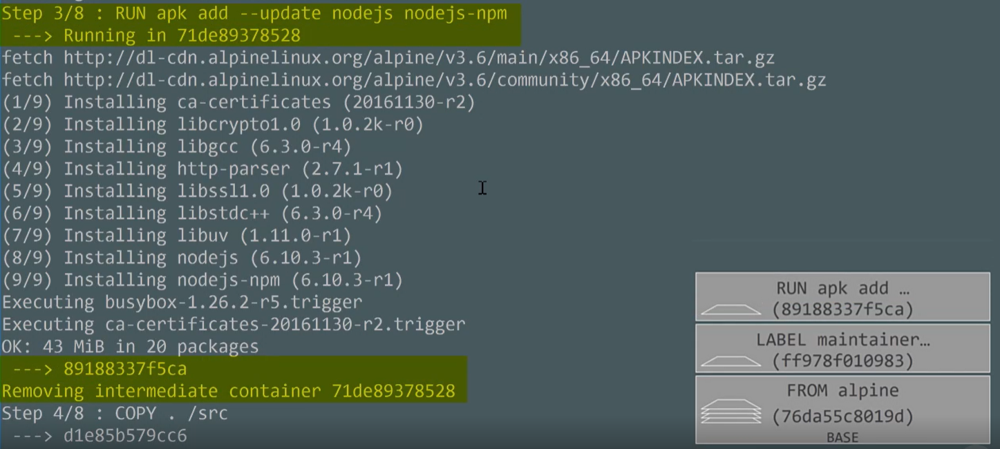 Step 3/8 : RUN apk add --update nodejs nodejs-npm
 ---> Running in 71de89378528
fetch http://dl-cdn.alpinelinux.org/alpine/v3.6/main/x86_64/APKINDEX.tar.gz
fetch http://dl-cdn.alpinelinux.org/alpine/v3.6/community/x86_64/APKINDEX.tar.gz
(1/9) Installing ca-certificates (20161130-r2)
(2/9) Installing libcrypto1.0 (1.0.2k-r0)
(3/9) Installing libgcc (6.3.0-r4)
(4/9) Installing http-parser (2.7.1-r1)
(5/9) Installing libssl1.0 (1.0.2k-r0)
(6/9) Installing libstdc++ (6.3.0-r4)
(7/9) Installing libuv (1.11.0-r1)
(8/9) Installing nodejs (6.10.3-r1)
(9/9) Installing nodejs-npm (6.10.3-r1)
Executing busybox-1.26.2-r5.trigger
Executing ca-certificates-20161130-r2.trigger
OK: 43 MiB in 20 packages
 ---> 89188337f5ca
Removing intermediate container 71de89378528
Step 4/8 : COPY . /src
 ---> d1e85b579cc6
RUN apk add …
(89188337f5ca)
LABEL maintainer…
(ff978f010983)
FROM alpine
(76da55c8019d)
BASE